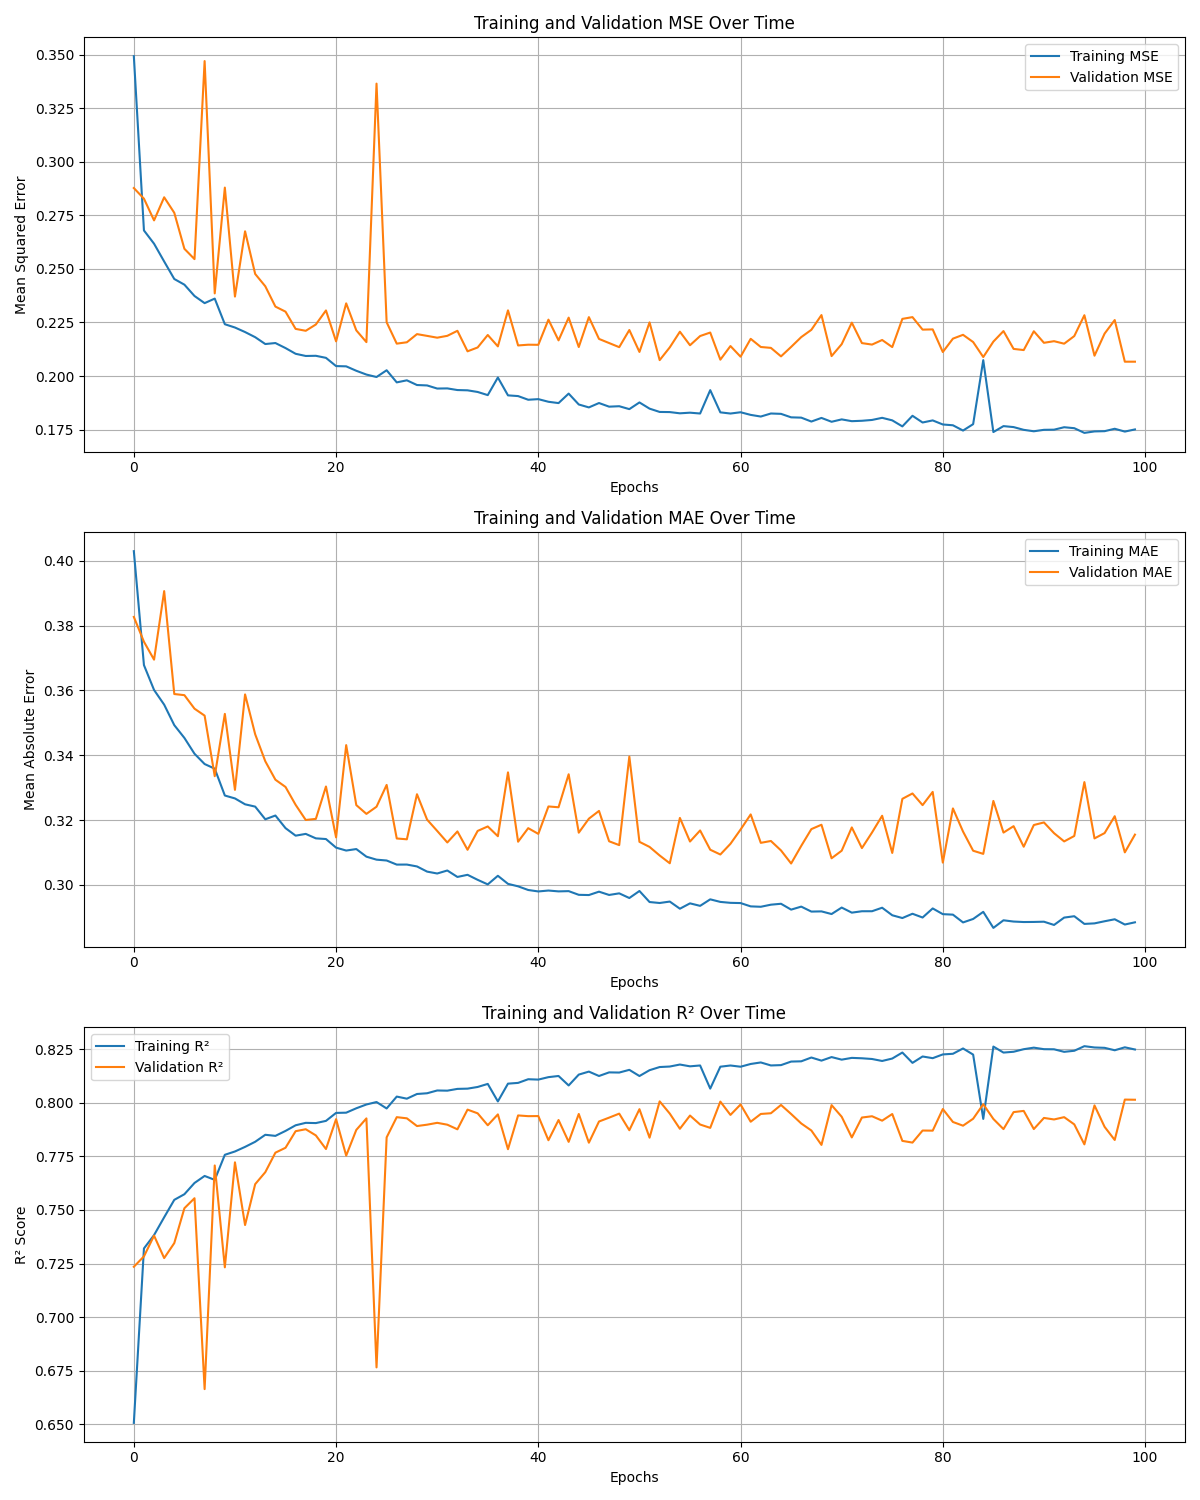 Training and Validation MSE Over Time
Mean Squared Error
0.350
0.325
0.300
0.275
0.250
0.225
0.200
0.175
Training MSE
Validation MSE
0 20 40 60 80 100
Epochs
Training and Validation MAE Over Time
Mean Absolute Error
0.40
0.38
0.36
0.34
0.32
0.30
Training MAE
Validation MAE
0 20 40 60 80 100
Epochs
Training and Validation R² Over Time
R² Score
0.825
0.800
0.775
0.750
0.725
0.700
0.675
0.650
Training R²
Validation R²
0 20 40 60 80 100
Epochs